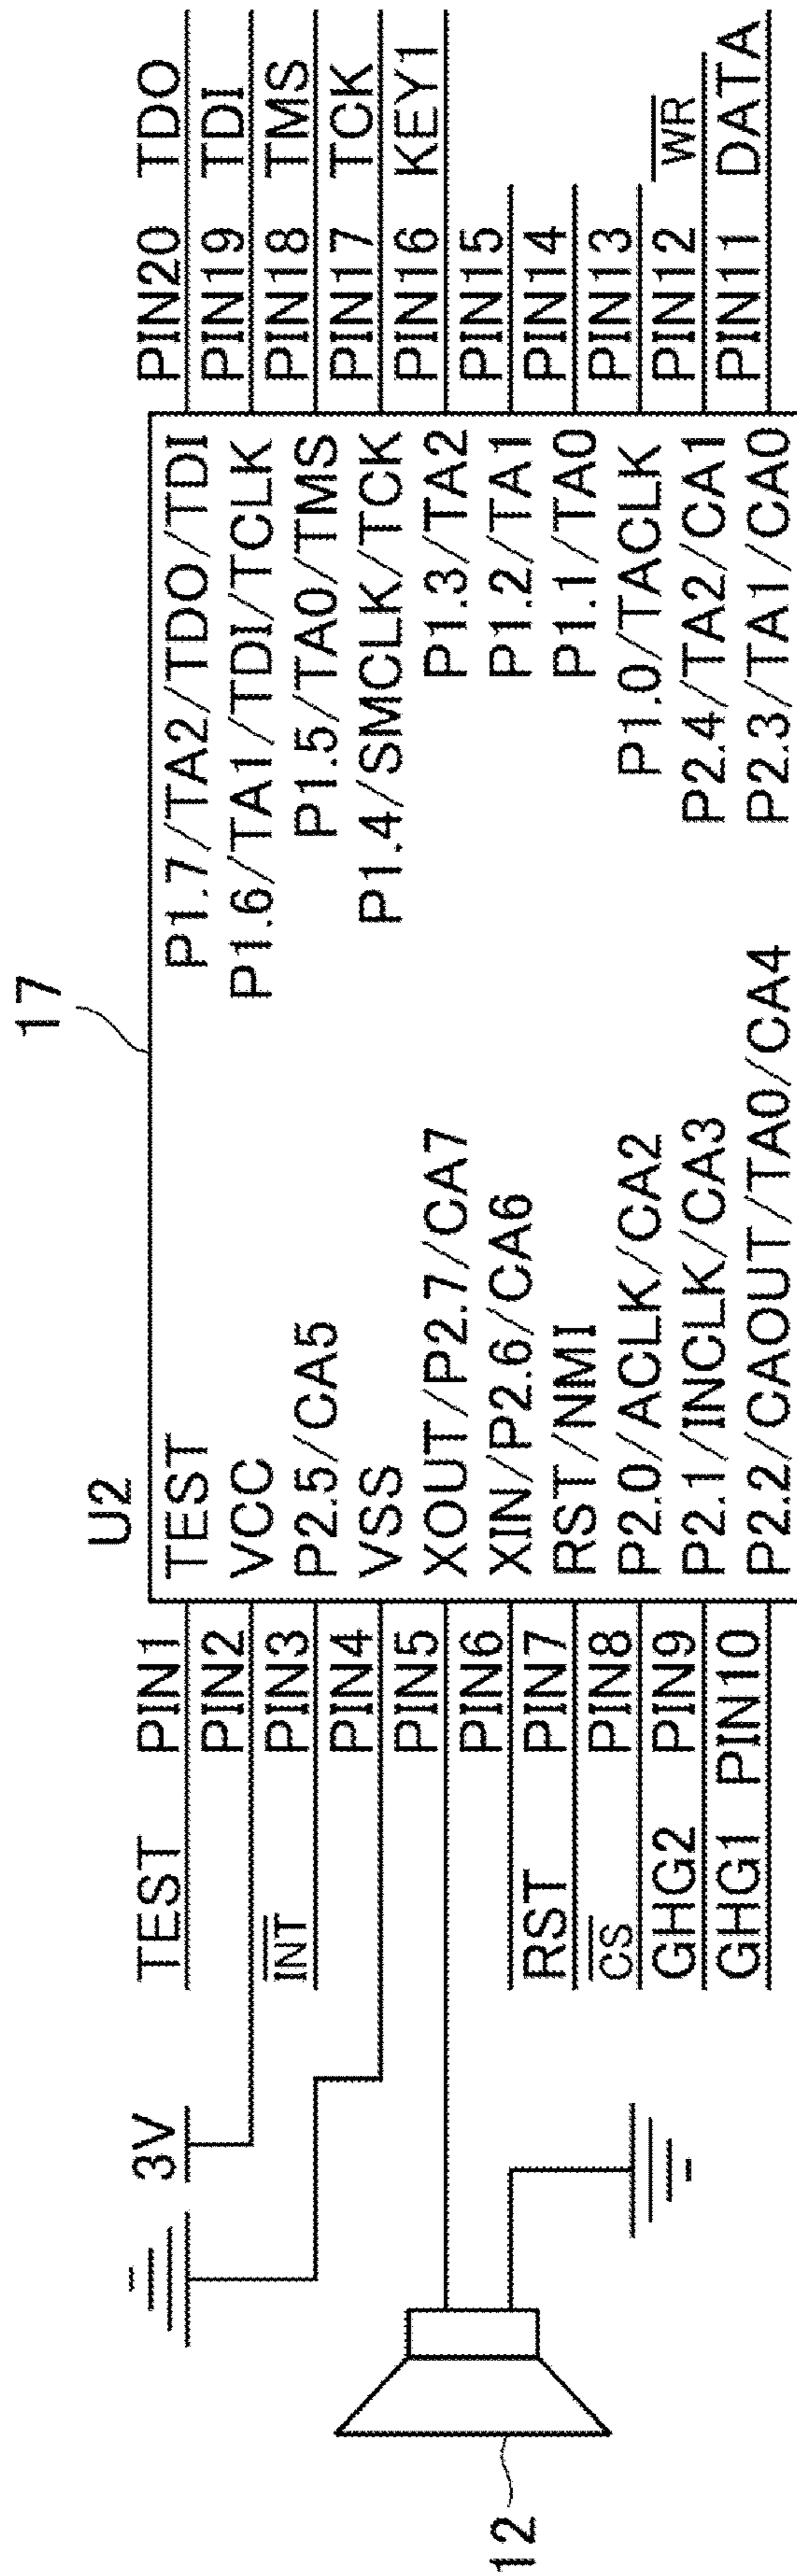 17
U2
TEST PIN1 TEST
3V PIN2 VCC
INT PIN3 P2.5/CA5
PIN4 VSS
PIN5 XOUT/P2.7/CA7
PIN6 XIN/P2.6/CA6
RST PIN7 RST/NMI
CS PIN8 P2.0/ACLK/CA2
GHG2 PIN9 P2.1/INCLK/CA3
GHG1 PIN10 P2.2/CAOUT/TA0/CA4
P1.7/TA2/TDO/TDI PIN20 TDO
P1.6/TA1/TDI/TCLK PIN19 TDI
P1.5/TA0/TMS PIN18 TMS
P1.4/SMCLK/TCK PIN17 TCK
P1.3/TA2 PIN16 KEY1
P1.2/TA1 PIN15
P1.1/TA0 PIN14
P1.0/TACLK PIN13
P2.4/TA2/CA1 PIN12 WR
P2.3/TA1/CA0 PIN11 DATA
12